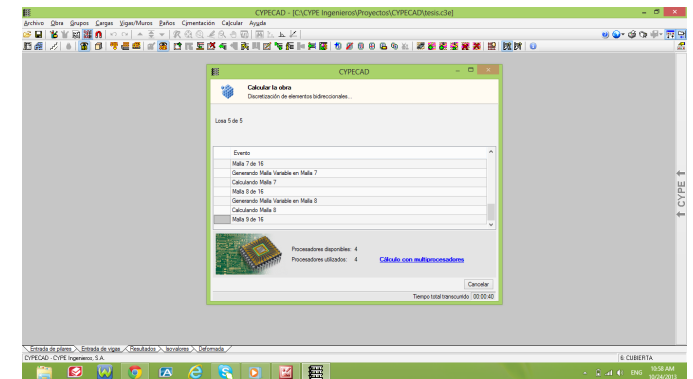 CYPECAD - [C:\CYPE Ingenieros\Proyectos\CYPECAD\tesis.c3e]
Archivo Obra Grupos Cargas Vigas/Muros Paños Cimentación Calcular Ayuda
CYPECAD
Calcular la obra
Discretización de elementos bidireccionales...
Losa 5 de 5
Evento
Malla 7 de 16
Generando Malla Variable en Malla 7
Calculando Malla 7
Malla 8 de 16
Generando Malla Variable en Malla 8
Calculando Malla 8
Malla 9 de 16
Procesadores disponibles: 4
Procesadores utilizados: 4 Cálculo con multiprocesadores
Cancelar
Tiempo total transcurrido 00:00:40
CYPE
Entrada de pilares Entrada de vigas Resultados Isovalores Deformada
CYPECAD - CYPE Ingenieros, S.A. 6: CUBIERTA
ENG 10:58 AM
10/24/2013